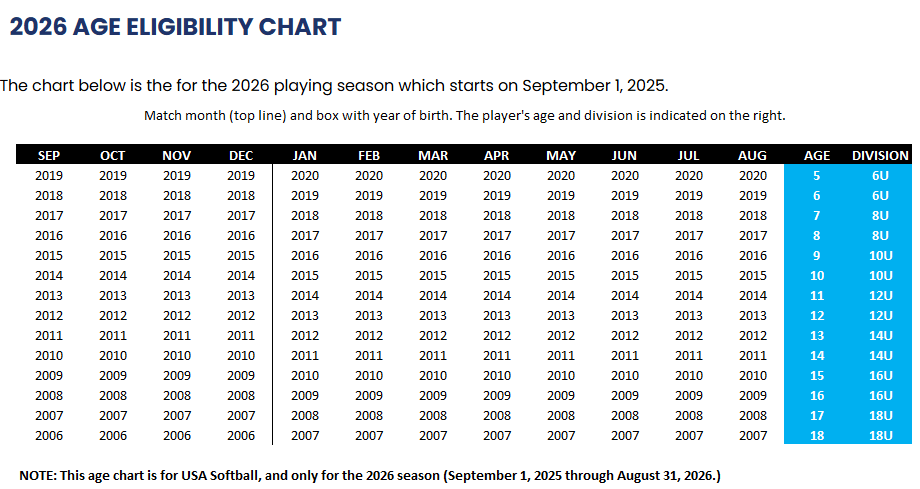 2026 AGE ELIGIBILITY CHART
The chart below is the for the 2026 playing season which starts on September 1, 2025.
Match month (top line) and box with year of birth. The player's age and division is indicated on the right.
SEP OCT NOV DEC JAN FEB MAR APR MAY JUN JUL AUG AGE DIVISION
2019 2019 2019 2019 2020 2020 2020 2020 2020 2020 2020 2020 5 6U
2018 2018 2018 2018 2019 2019 2019 2019 2019 2019 2019 2019 6 6U
2017 2017 2017 2017 2018 2018 2018 2018 2018 2018 2018 2018 7 8U
2016 2016 2016 2016 2017 2017 2017 2017 2017 2017 2017 2017 8 8U
2015 2015 2015 2015 2016 2016 2016 2016 2016 2016 2016 2016 9 10U
2014 2014 2014 2014 2015 2015 2015 2015 2015 2015 2015 2015 10 10U
2013 2013 2013 2013 2014 2014 2014 2014 2014 2014 2014 2014 11 12U
2012 2012 2012 2012 2013 2013 2013 2013 2013 2013 2013 2013 12 12U
2011 2011 2011 2011 2012 2012 2012 2012 2012 2012 2012 2012 13 14U
2010 2010 2010 2010 2011 2011 2011 2011 2011 2011 2011 2011 14 14U
2009 2009 2009 2009 2010 2010 2010 2010 2010 2010 2010 2010 15 16U
2008 2008 2008 2008 2009 2009 2009 2009 2009 2009 2009 2009 16 16U
2007 2007 2007 2007 2008 2008 2008 2008 2008 2008 2008 2008 17 18U
2006 2006 2006 2006 2007 2007 2007 2007 2007 2007 2007 2007 18 18U
NOTE: This age chart is for USA Softball, and only for the 2026 season (September 1, 2025 through August 31, 2026.)